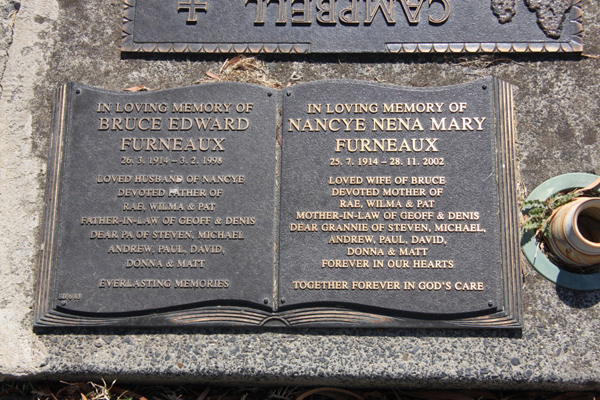 CAMPBELL
IN LOVING MEMORY OF
BRUCE EDWARD
FURNEAUX
26. 3. 1914 – 3. 2. 1998
LOVED HUSBAND OF NANCYE
DEVOTED FATHER OF
RAE, WILMA & PAT
FATHER-IN-LAW OF GEOFF & DENIS
DEAR PA OF STEVEN, MICHAEL
ANDREW, PAUL, DAVID,
DONNA & MATT
EVERLASTING MEMORIES
IN LOVING MEMORY OF
NANCYE NENA MARY
FURNEAUX
25. 7. 1914 – 28. 11. 2002
LOVED WIFE OF BRUCE
DEVOTED MOTHER OF
RAE, WILMA & PAT
MOTHER-IN-LAW OF GEOFF & DENIS
DEAR GRANNIE OF STEVEN, MICHAEL,
ANDREW, PAUL, DAVID,
DONNA & MATT
FOREVER IN OUR HEARTS
TOGETHER FOREVER IN GOD'S CARE